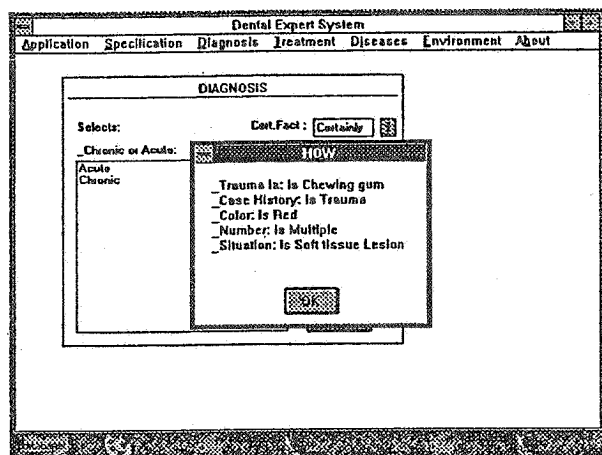 Dental Expert System
Application Specification Diagnosis Treatment Diseases Environment About
DIAGNOSIS
Selects: Cert.Fact : Certainly
_Chronic or Acute:
Acute
Chronic
HOW
_Trauma Is: Is Chewing gum
_Case History: Is Trauma
_Color: Is Red
_Number: Is Multiple
_Situation: Is Soft tissue Lesion
OK